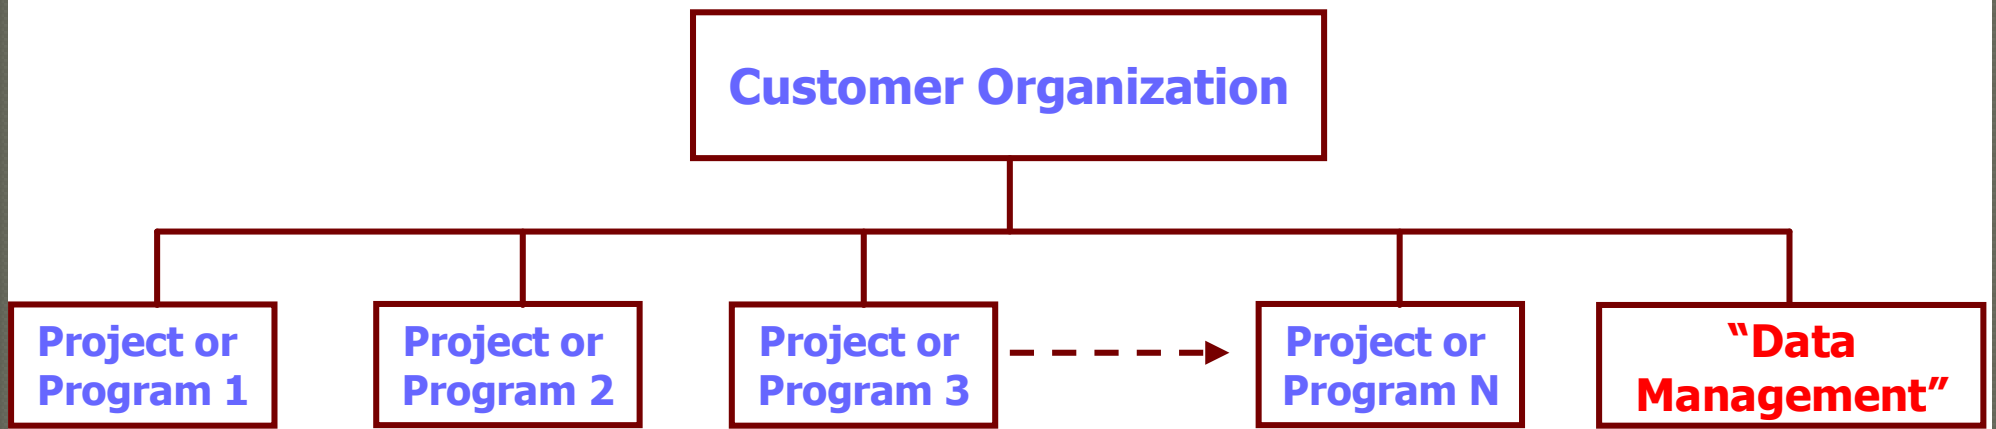 Customer Organization
Project or
Program 1
Project or
Program 2
Project or
Program 3
Project or
Program N
“Data
Management”